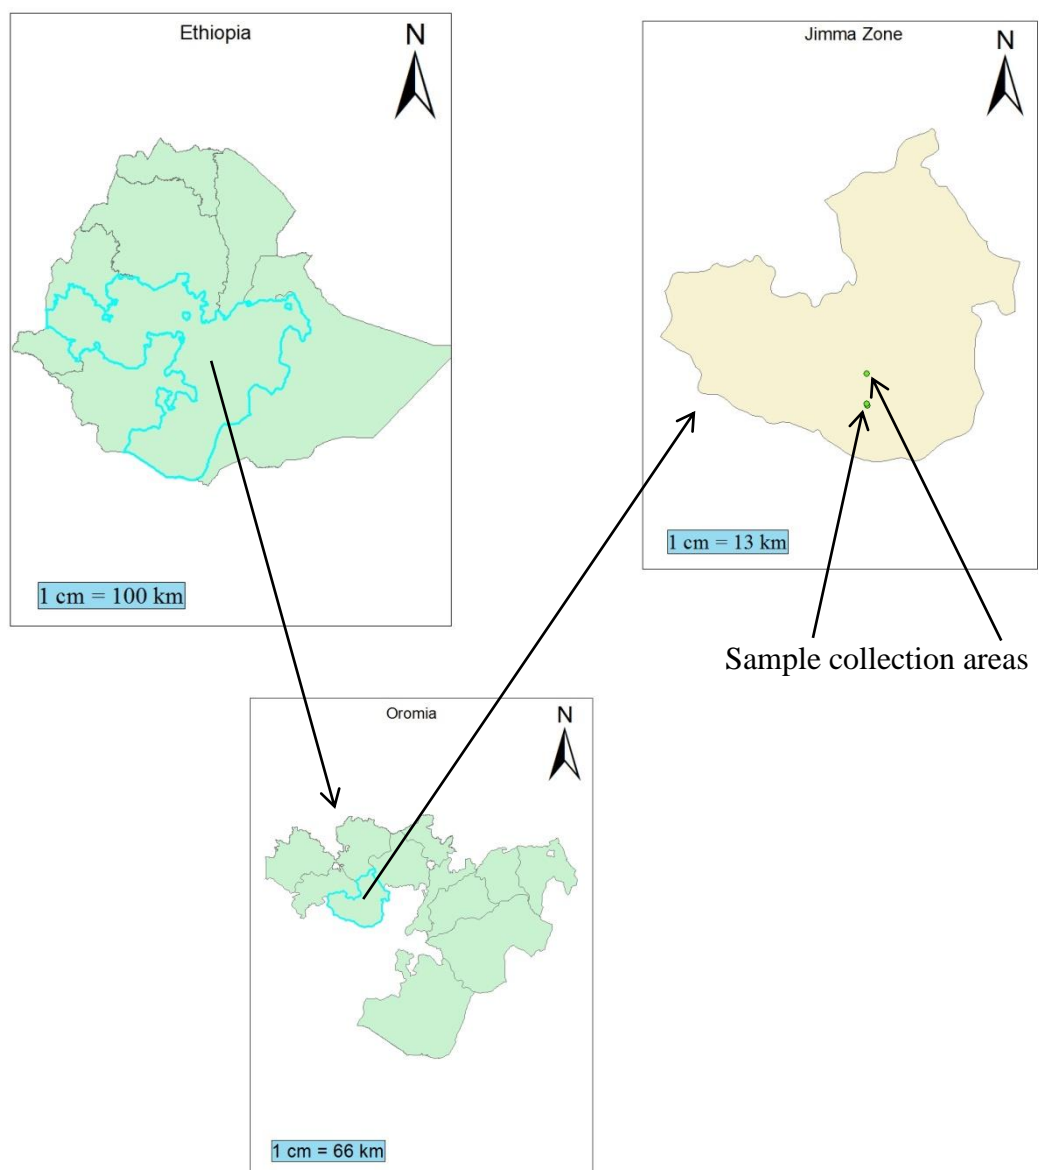 Ethiopia
N
1 cm = 100 km
Jimma Zone
N
1 cm = 13 km
Sample collection areas
Oromia
N
1 cm = 66 km